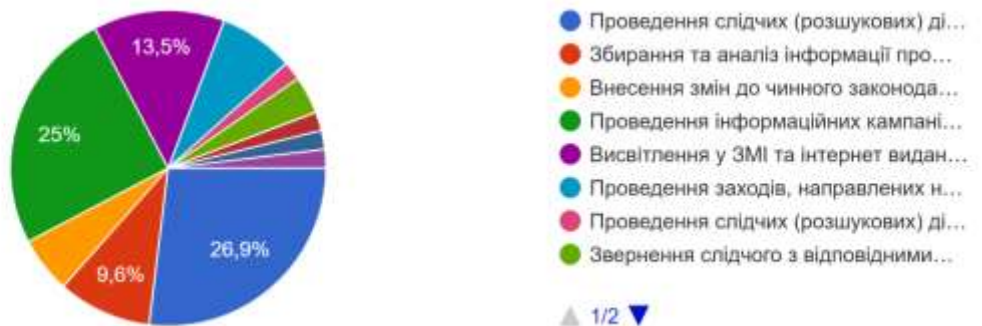 13,5%
25%
9,6%
26,9%
Проведення слідчих (розшукових) ді...
Збирання та аналіз інформації про...
Внесення змін до чинного законода...
Проведення інформаційних кампані...
Висвітлення у ЗМІ та інтернет видан...
Проведення заходів, направлених н...
Проведення слідчих (розшукових) ді...
Звернення слідчого з відповідними...
1/2